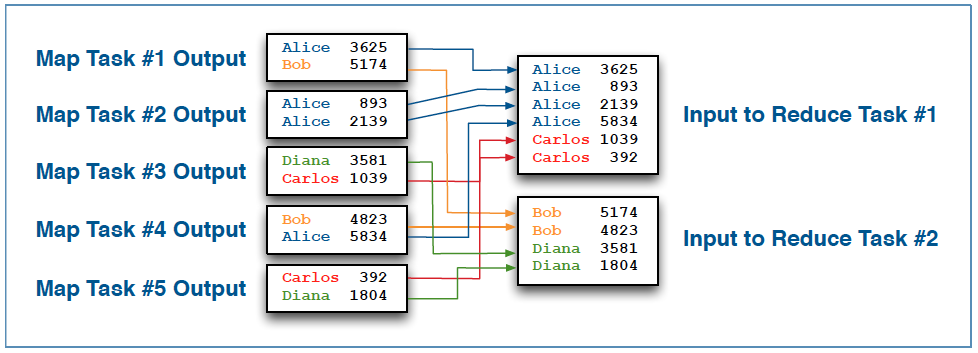 Map Task #1 Output
Alice 3625
Bob 5174
Map Task #2 Output
Alice 893
Alice 2139
Map Task #3 Output
Diana 3581
Carlos 1039
Map Task #4 Output
Bob 4823
Alice 5834
Map Task #5 Output
Carlos 392
Diana 1804
Alice 3625
Alice 893
Alice 2139
Alice 5834
Carlos 1039
Carlos 392
Input to Reduce Task #1
Bob 5174
Bob 4823
Diana 3581
Diana 1804
Input to Reduce Task #2